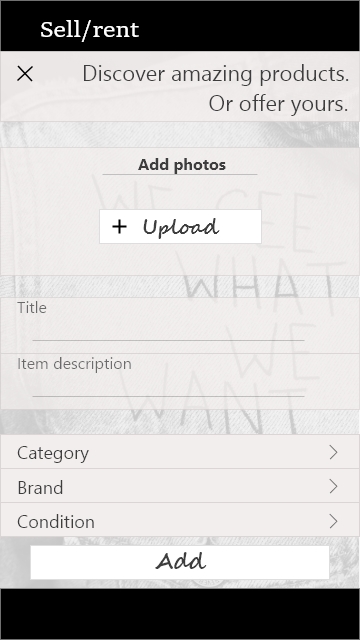 Sell/rent
Discover amazing products.
Or offer yours.
Add photos
WE SEE
+ Upload
WHAT
Title
WE
Item description
WANT
Category
Brand
Condition
Add